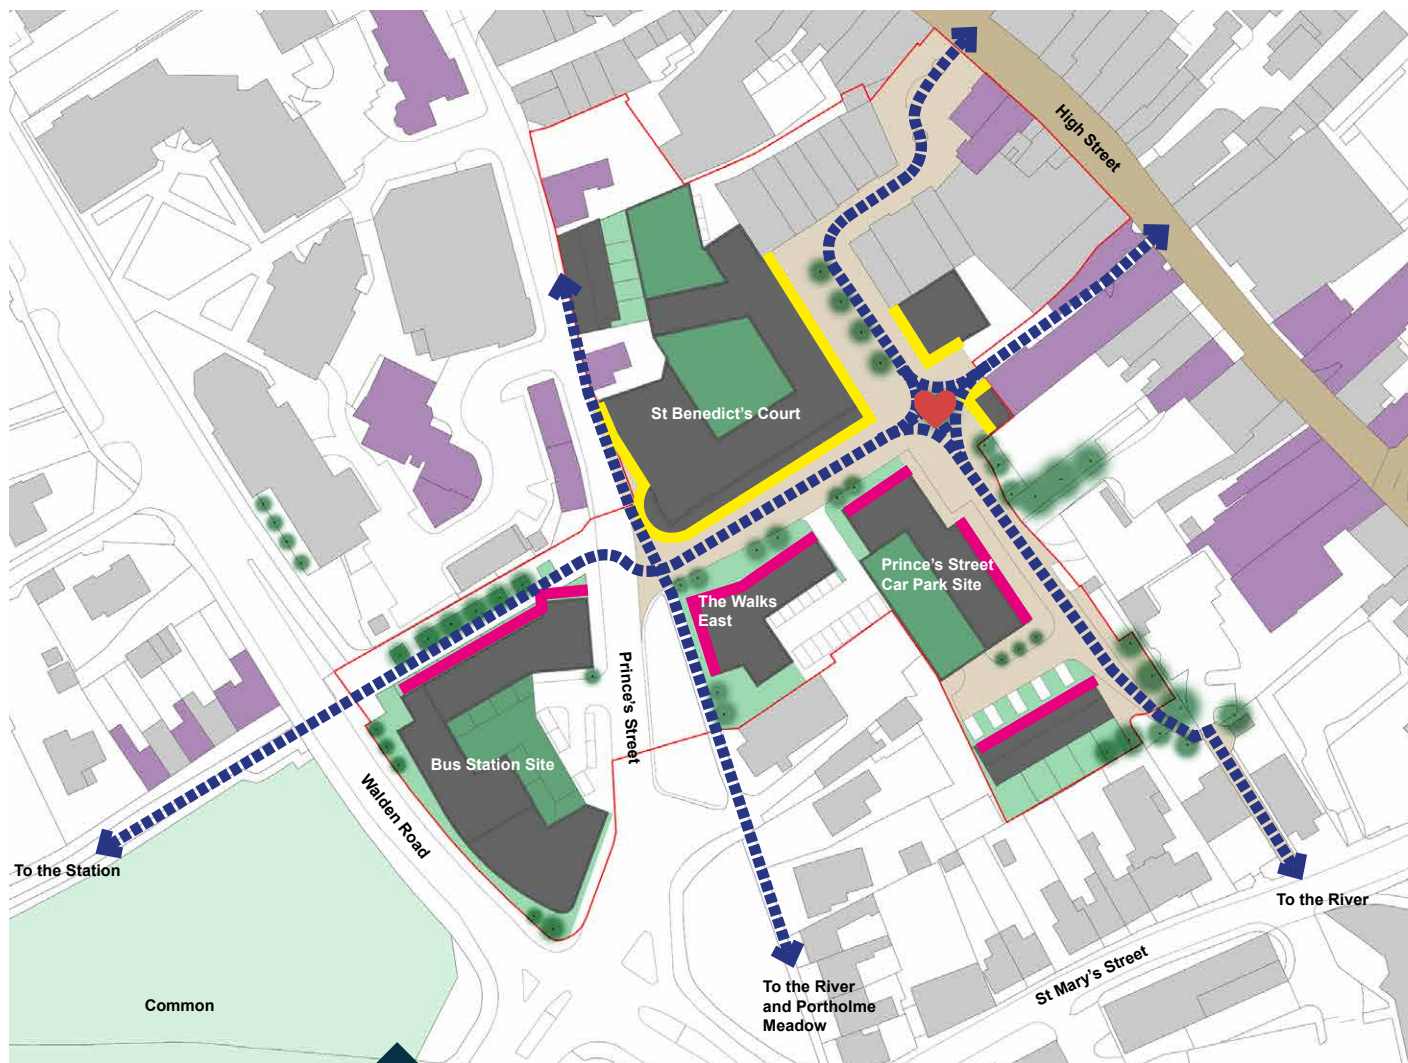 High Street
St Benedict's Court
Prince's Street
Car Park Site
The Walks
East
Prince's Street
Bus Station Site
Walden Road
To the Station
To the River
St Mary's Street
To the River
and Portholme
Meadow
Common